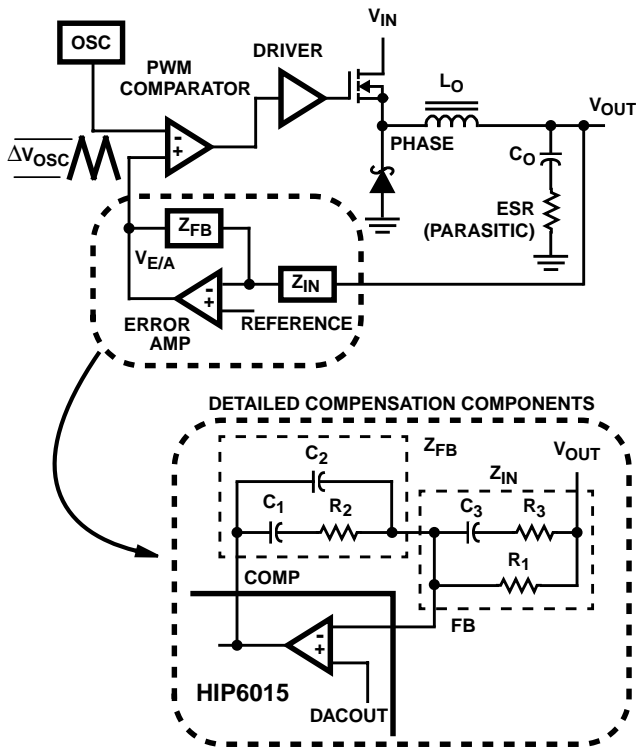 V_IN
OSC
DRIVER
PWM
COMPARATOR
L_O
V_OUT
ΔV_OSC
-
+
PHASE
C_O
ESR
(PARASITIC)
Z_FB
V_E/A
Z_IN
-
+
ERROR
AMP
REFERENCE
DETAILED COMPENSATION COMPONENTS
Z_FB
V_OUT
C_2
Z_IN
C_1
R_2
C_3
R_3
R_1
COMP
FB
-
+
HIP6015
DACOUT